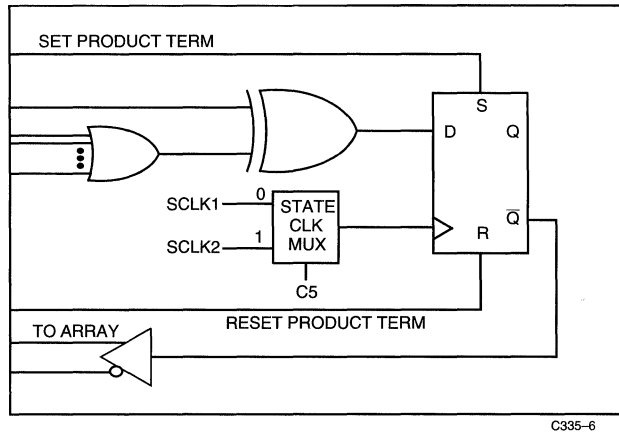 SET PRODUCT TERM
S
D
Q
SCLK1
0
STATE
CLK
MUX
SCLK2
1
R
Q̅
C5
RESET PRODUCT TERM
TO ARRAY
C335–6